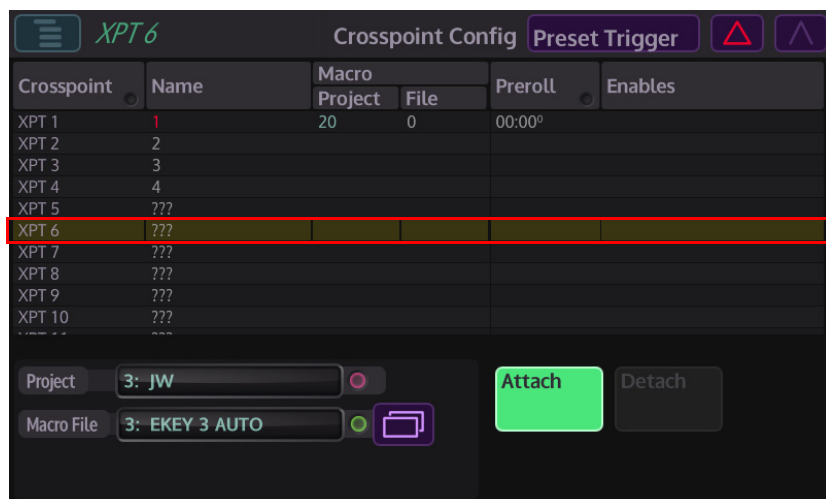 XPT 6 Crosspoint Config Preset Trigger
Crosspoint Name Macro Preroll Enables
Project File
XPT 1 1 20 0 00:00⁰
XPT 2 2
XPT 3 3
XPT 4 4
XPT 5 ???
XPT 6 ???
XPT 7 ???
XPT 8 ???
XPT 9 ???
XPT 10 ???
Project 3: JW Attach Detach
Macro File 3: EKEY 3 AUTO